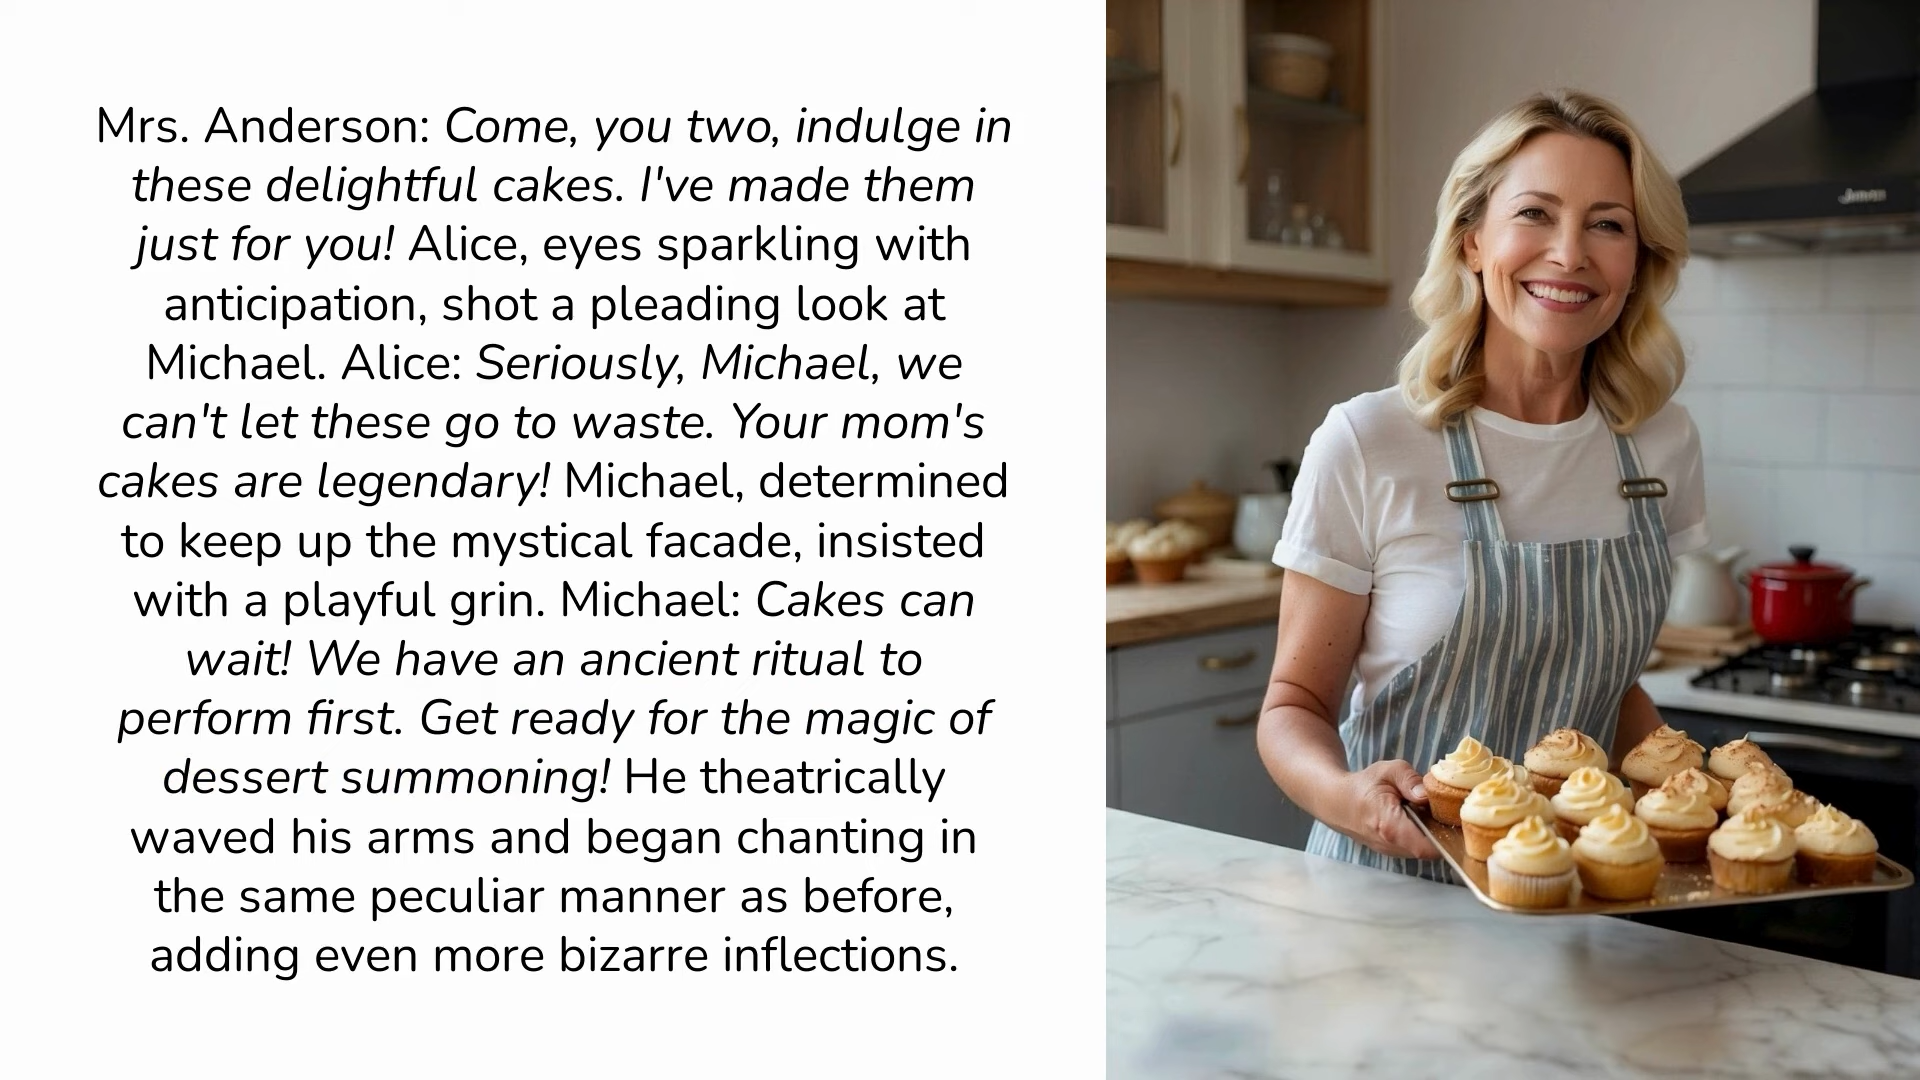 Mrs. Anderson: Come, you two, indulge in
these delightful cakes. I've made them
just for you! Alice, eyes sparkling with
anticipation, shot a pleading look at
Michael. Alice: Seriously, Michael, we
can't let these go to waste. Your mom's
cakes are legendary! Michael, determined
to keep up the mystical facade, insisted
with a playful grin. Michael: Cakes can
wait! We have an ancient ritual to
perform first. Get ready for the magic of
dessert summoning! He theatrically
waved his arms and began chanting in
the same peculiar manner as before,
adding even more bizarre inflections.